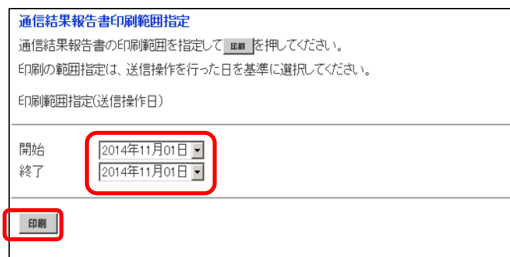 通信結果報告書印刷範囲指定
通信結果報告書の印刷範囲を指定して 印刷 を押してください。
印刷の範囲指定は、送信操作を行った日を基準に選択してください。
印刷範囲指定(送信操作日)
開始 2014年11月01日
終了 2014年11月01日
印刷